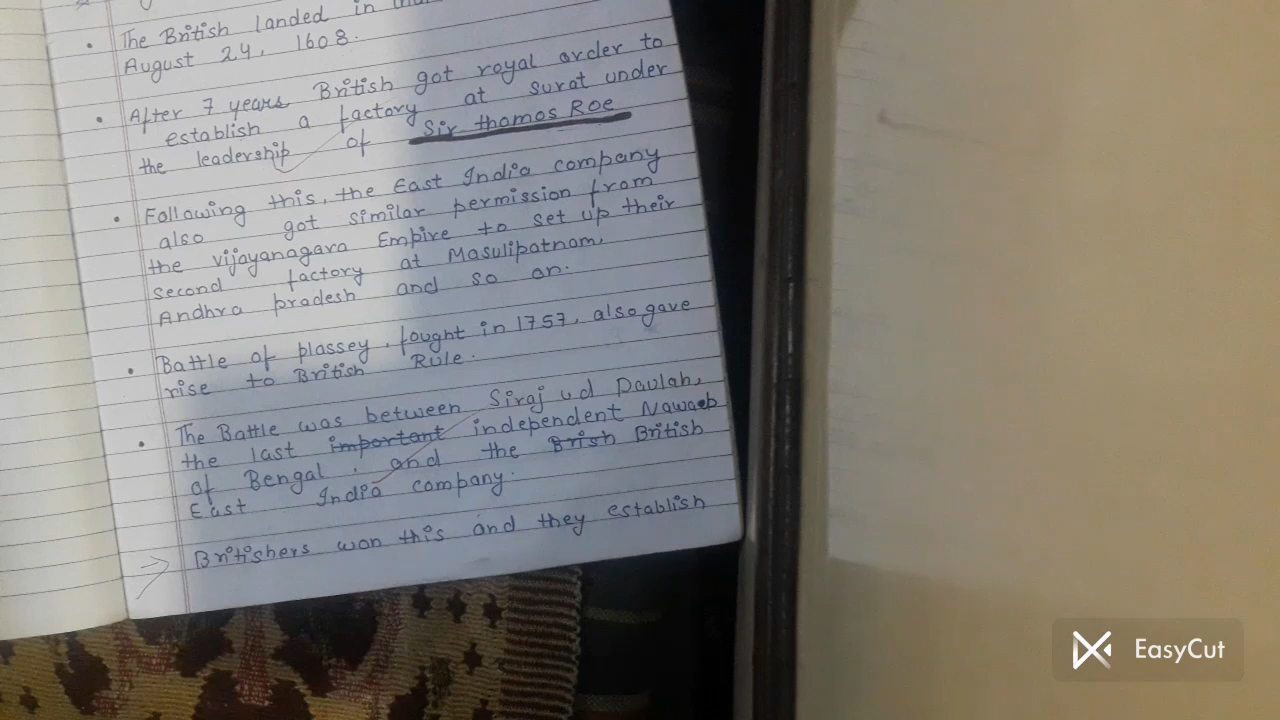 The British landed in
August 24, 1608.
After 7 years British got royal order to
establish a factory at surat under
the leadership of Sir thomos Roe
Following this, the East India company
also got similar permission from
the vijayanagara Empire to set up their
second factory at Masulipatnam,
Andhra pradesh and so on.
Battle of plassey, fought in 1757, also gave
rise to British Rule.
The Battle was between Siraj ud Daulah,
the last important independent Nawaeb
of Bengal, and the Brish British
East India company.
Britishers won this and they establish
EasyCut